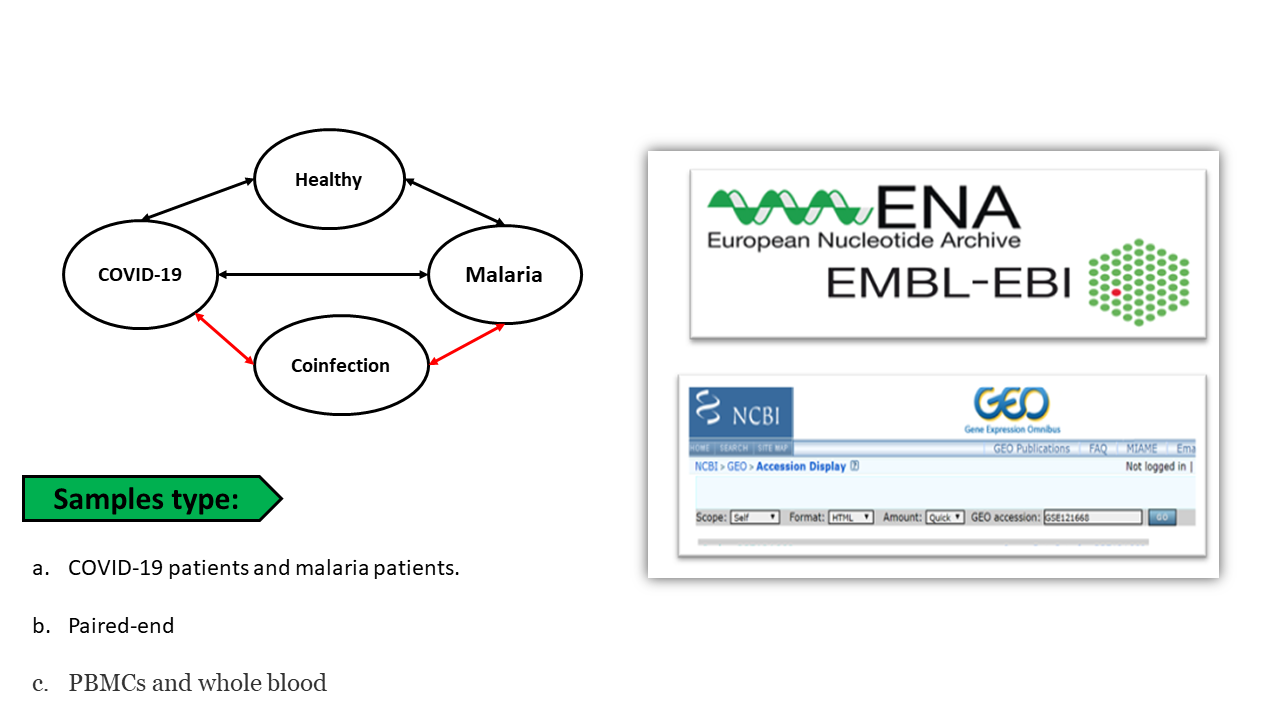 Healthy
COVID-19
Malaria
Coinfection
Samples type:
a. COVID-19 patients and malaria patients.
b. Paired-end
c. PBMCs and whole blood
ENA
European Nucleotide Archive
EMBL-EBI
NCBI
GEO
Gene Expression Omnibus
HOME SEARCH SITE MAP
GEO Publications FAQ MIAME Ema
NCBI > GEO > Accession Display ?
Not logged in |
Scope: Self Format: HTML Amount: Quick GEO accession: GSE121668 GO